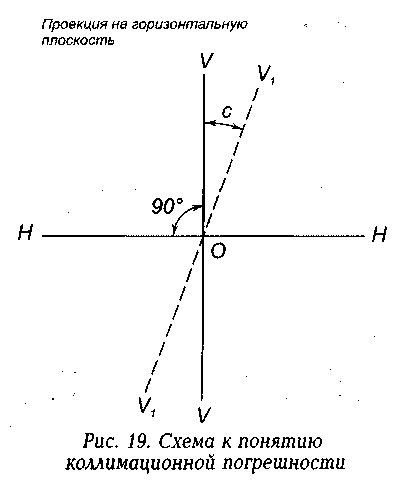 Проекция на горизонтальную
плоскость
V
V₁
c
90°
H
H
O
V₁
V
Рис. 19. Схема к понятию
коллимационной погрешности